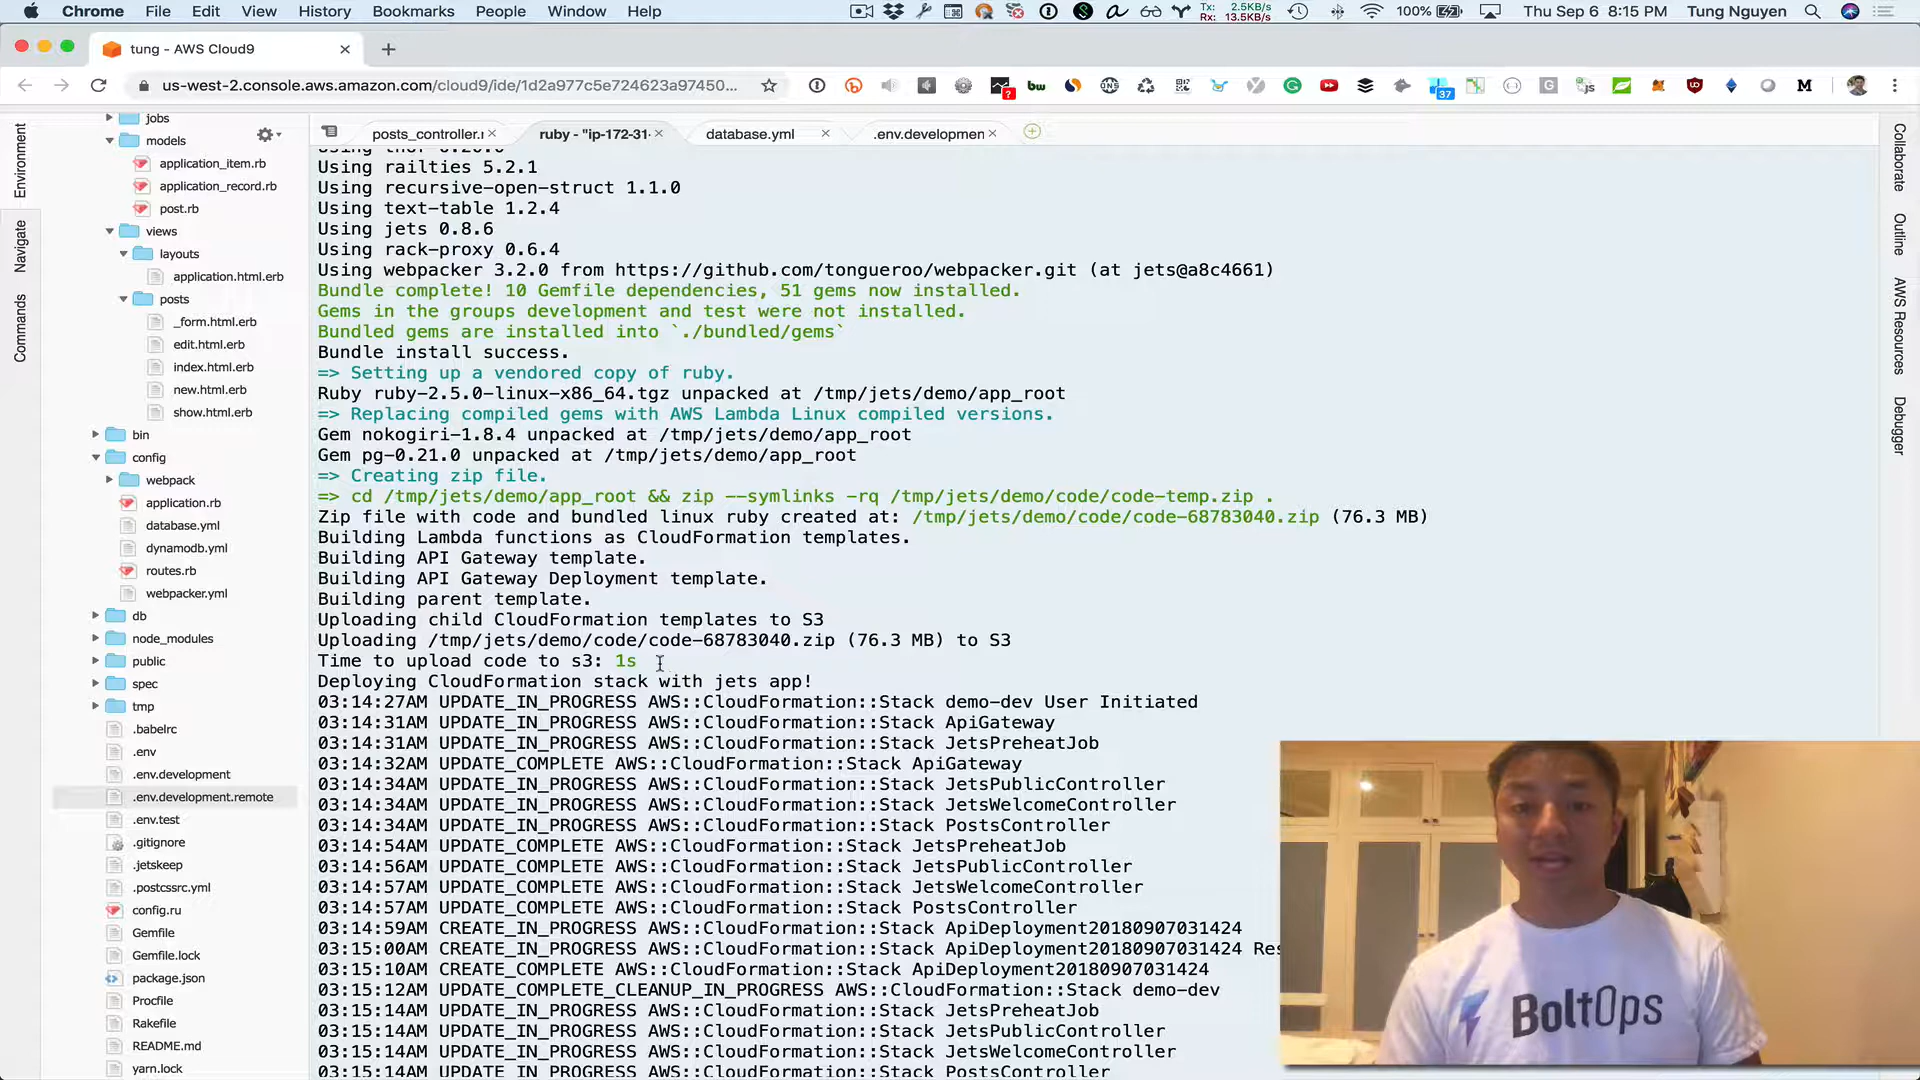 Chrome File Edit View History Bookmarks People Window Help
Tx: 2.5KB/s
Rx: 13.5KB/s
100% Thu Sep 6 8:15 PM Tung Nguyen
tung - AWS Cloud9
us-west-2.console.aws.amazon.com/cloud9/ide/1d2a977c5e724623a97450...
bw
ONS
37
M
Environment
Navigate
Commands
jobs
models
application_item.rb
application_record.rb
post.rb
views
layouts
application.html.erb
posts
_form.html.erb
edit.html.erb
index.html.erb
new.html.erb
show.html.erb
bin
config
webpack
application.rb
database.yml
dynamodb.yml
routes.rb
webpacker.yml
db
node_modules
public
spec
tmp
.babelrc
.env
.env.development
.env.development.remote
.env.test
.gitignore
.jetskeep
.postcssrc.yml
config.ru
Gemfile
Gemfile.lock
package.json
Procfile
Rakefile
README.md
yarn.lock
posts_controller.r ruby - "ip-172-31- database.yml .env.developmen
Using thor 0.20.0
Using railties 5.2.1
Using recursive-open-struct 1.1.0
Using text-table 1.2.4
Using jets 0.8.6
Using rack-proxy 0.6.4
Using webpacker 3.2.0 from https://github.com/tongueroo/webpacker.git (at jets@a8c4661)
Bundle complete! 10 Gemfile dependencies, 51 gems now installed.
Gems in the groups development and test were not installed.
Bundled gems are installed into `./bundled/gems`
Bundle install success.
=> Setting up a vendored copy of ruby.
Ruby ruby-2.5.0-linux-x86_64.tgz unpacked at /tmp/jets/demo/app_root
=> Replacing compiled gems with AWS Lambda Linux compiled versions.
Gem nokogiri-1.8.4 unpacked at /tmp/jets/demo/app_root
Gem pg-0.21.0 unpacked at /tmp/jets/demo/app_root
=> Creating zip file.
=> cd /tmp/jets/demo/app_root && zip --symlinks -rq /tmp/jets/demo/code/code-temp.zip .
Zip file with code and bundled linux ruby created at: /tmp/jets/demo/code/code-68783040.zip (76.3 MB)
Building Lambda functions as CloudFormation templates.
Building API Gateway template.
Building API Gateway Deployment template.
Building parent template.
Uploading child CloudFormation templates to S3
Uploading /tmp/jets/demo/code/code-68783040.zip (76.3 MB) to S3
Time to upload code to s3: 1s
Deploying CloudFormation stack with jets app!
03:14:27AM UPDATE_IN_PROGRESS AWS::CloudFormation::Stack demo-dev User Initiated
03:14:31AM UPDATE_IN_PROGRESS AWS::CloudFormation::Stack ApiGateway
03:14:31AM UPDATE_IN_PROGRESS AWS::CloudFormation::Stack JetsPreheatJob
03:14:32AM UPDATE_COMPLETE AWS::CloudFormation::Stack ApiGateway
03:14:34AM UPDATE_IN_PROGRESS AWS::CloudFormation::Stack JetsPublicController
03:14:34AM UPDATE_IN_PROGRESS AWS::CloudFormation::Stack JetsWelcomeController
03:14:34AM UPDATE_IN_PROGRESS AWS::CloudFormation::Stack PostsController
03:14:54AM UPDATE_COMPLETE AWS::CloudFormation::Stack JetsPreheatJob
03:14:56AM UPDATE_COMPLETE AWS::CloudFormation::Stack JetsPublicController
03:14:57AM UPDATE_COMPLETE AWS::CloudFormation::Stack JetsWelcomeController
03:14:57AM UPDATE_COMPLETE AWS::CloudFormation::Stack PostsController
03:14:59AM CREATE_IN_PROGRESS AWS::CloudFormation::Stack ApiDeployment20180907031424
03:15:00AM CREATE_IN_PROGRESS AWS::CloudFormation::Stack ApiDeployment20180907031424 Res
03:15:10AM CREATE_COMPLETE AWS::CloudFormation::Stack ApiDeployment20180907031424
03:15:12AM UPDATE_COMPLETE_CLEANUP_IN_PROGRESS AWS::CloudFormation::Stack demo-dev
03:15:14AM UPDATE_IN_PROGRESS AWS::CloudFormation::Stack JetsPreheatJob
03:15:14AM UPDATE_IN_PROGRESS AWS::CloudFormation::Stack JetsPublicController
03:15:14AM UPDATE_IN_PROGRESS AWS::CloudFormation::Stack JetsWelcomeController
03:15:14AM UPDATE_IN_PROGRESS AWS::CloudFormation::Stack PostsController
Collaborate
Outline
AWS Resources
Debugger
BoltOps